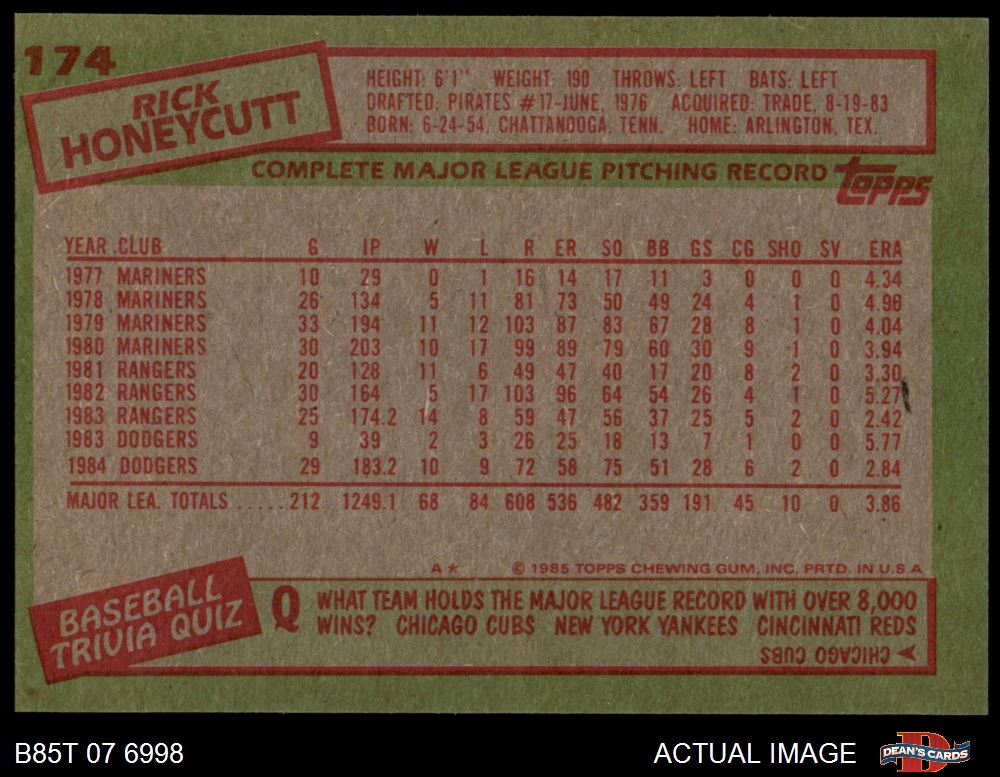 174
RICK
HONEYCUTT
HEIGHT: 6'1" WEIGHT: 190 THROWS: LEFT BATS: LEFT
DRAFTED: PIRATES #17-JUNE, 1976 ACQUIRED: TRADE, 8-19-83
BORN: 6-24-54, CHATTANOOGA, TENN. HOME: ARLINGTON, TEX.
COMPLETE MAJOR LEAGUE PITCHING RECORD topps
YEAR CLUB G IP W L R ER SO BB GS CG SHO SV ERA
1977 MARINERS 10 29 0 1 16 14 17 11 3 0 0 0 4.34
1978 MARINERS 26 134 5 11 81 73 50 49 24 4 1 0 4.90
1979 MARINERS 33 194 11 12 103 87 83 67 28 8 1 0 4.04
1980 MARINERS 30 203 10 17 99 89 79 60 30 9 1 0 3.94
1981 RANGERS 20 128 11 6 49 47 40 17 20 8 2 0 3.30
1982 RANGERS 30 164 5 17 103 96 64 54 26 4 1 0 5.27
1983 RANGERS 25 174.2 14 8 59 47 56 37 25 5 2 0 2.42
1983 DODGERS 9 39 2 3 26 25 18 13 7 1 0 0 5.77
1984 DODGERS 29 183.2 10 9 72 58 75 51 28 6 2 0 2.84
MAJOR LEA. TOTALS ..... 212 1249.1 68 84 608 536 482 359 191 45 10 0 3.86
A* © 1985 TOPPS CHEWING GUM, INC. PRTD. IN U.S.A
BASEBALL
TRIVIA QUIZ
Q WHAT TEAM HOLDS THE MAJOR LEAGUE RECORD WITH OVER 8,000
WINS? CHICAGO CUBS NEW YORK YANKEES CINCINNATI REDS
CHICAGO CUBS
B85T 07 6998
ACTUAL IMAGE
D
DEAN'S CARDS